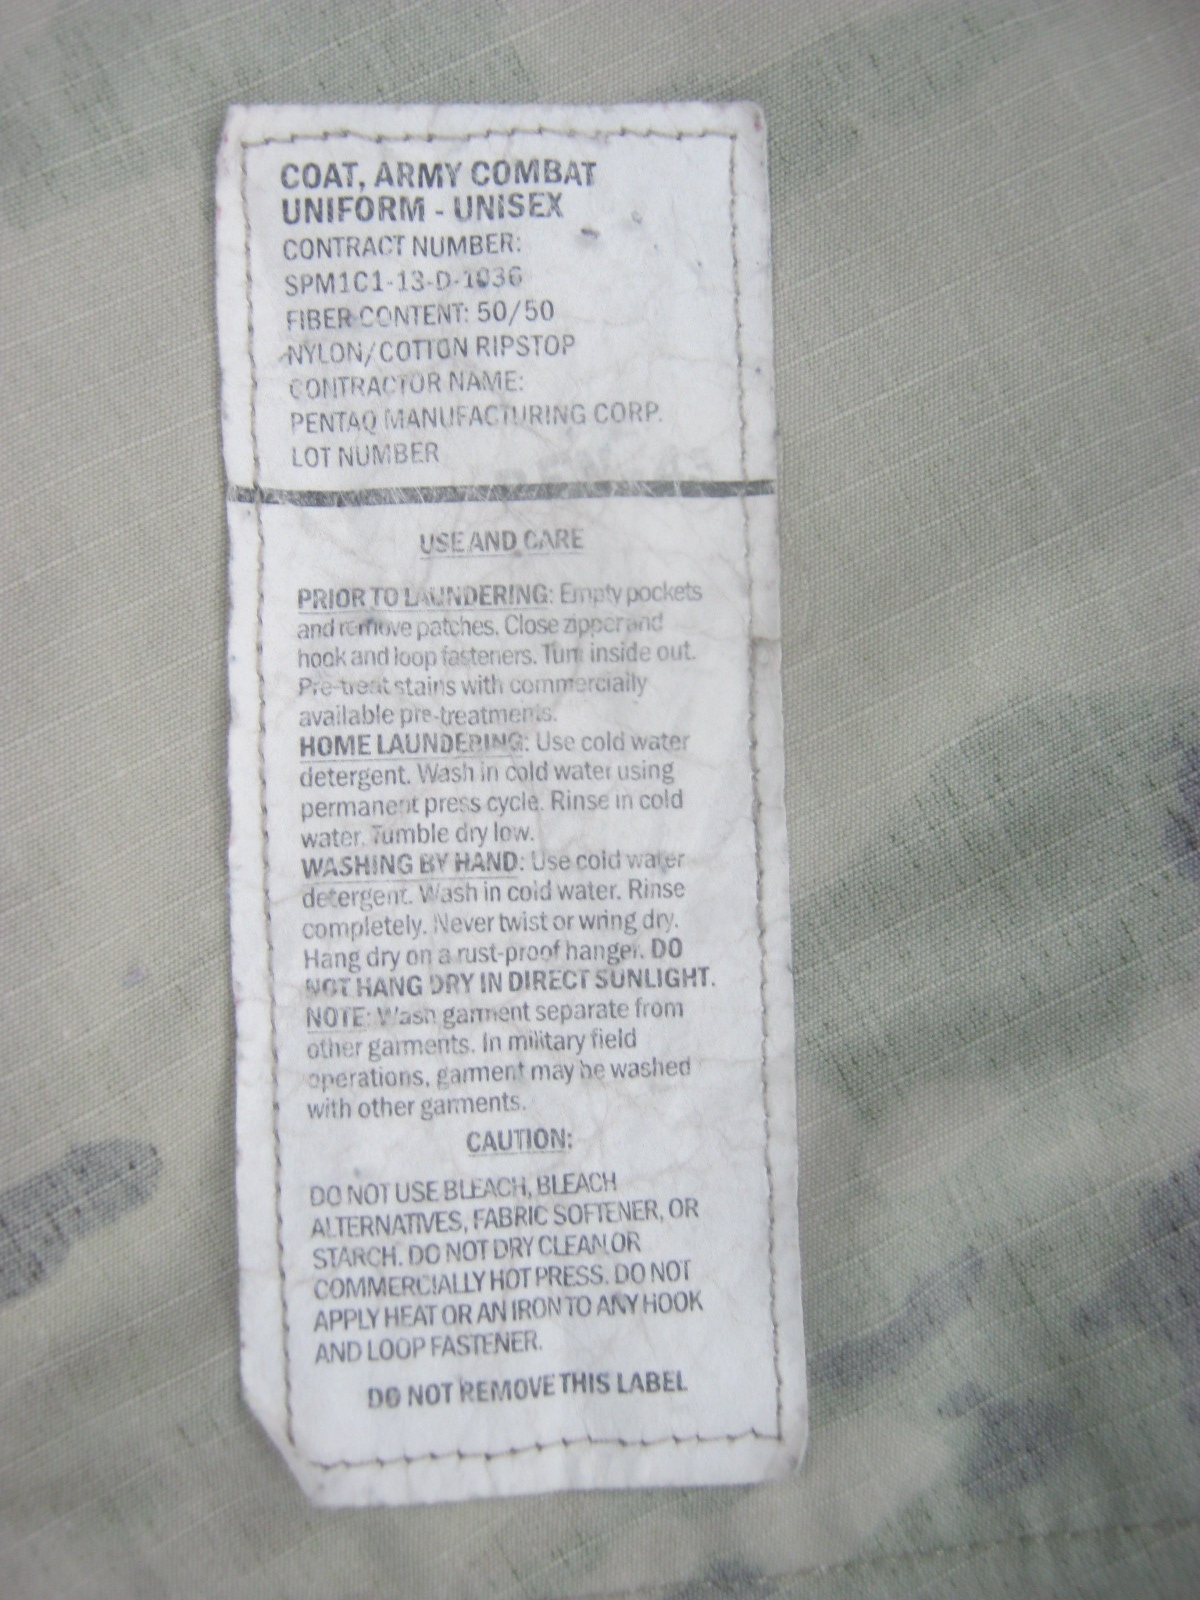 COAT, ARMY COMBAT
UNIFORM - UNISEX
CONTRACT NUMBER:
SPM1C1-13-D-1036
FIBER CONTENT: 50/50
NYLON/COTTON RIPSTOP
CONTRACTOR NAME:
PENTAQ MANUFACTURING CORP.
LOT NUMBER
USE AND CARE
PRIOR TO LAUNDERING: Empty pockets
and remove patches. Close zipper and
hook and loop fasteners. Turn inside out.
Pre-treat stains with commercially
available pre-treatments.
HOME LAUNDERING: Use cold water
detergent. Wash in cold water using
permanent press cycle. Rinse in cold
water. Tumble dry low.
WASHING BY HAND: Use cold water
detergent. Wash in cold water. Rinse
completely. Never twist or wring dry.
Hang dry on a rust-proof hanger. DO
NOT HANG DRY IN DIRECT SUNLIGHT.
NOTE: Wash garment separate from
other garments. In military field
operations, garment may be washed
with other garments.
CAUTION:
DO NOT USE BLEACH, BLEACH
ALTERNATIVES, FABRIC SOFTENER, OR
STARCH. DO NOT DRY CLEAN OR
COMMERCIALLY HOT PRESS. DO NOT
APPLY HEAT OR AN IRON TO ANY HOOK
AND LOOP FASTENER.
DO NOT REMOVE THIS LABEL